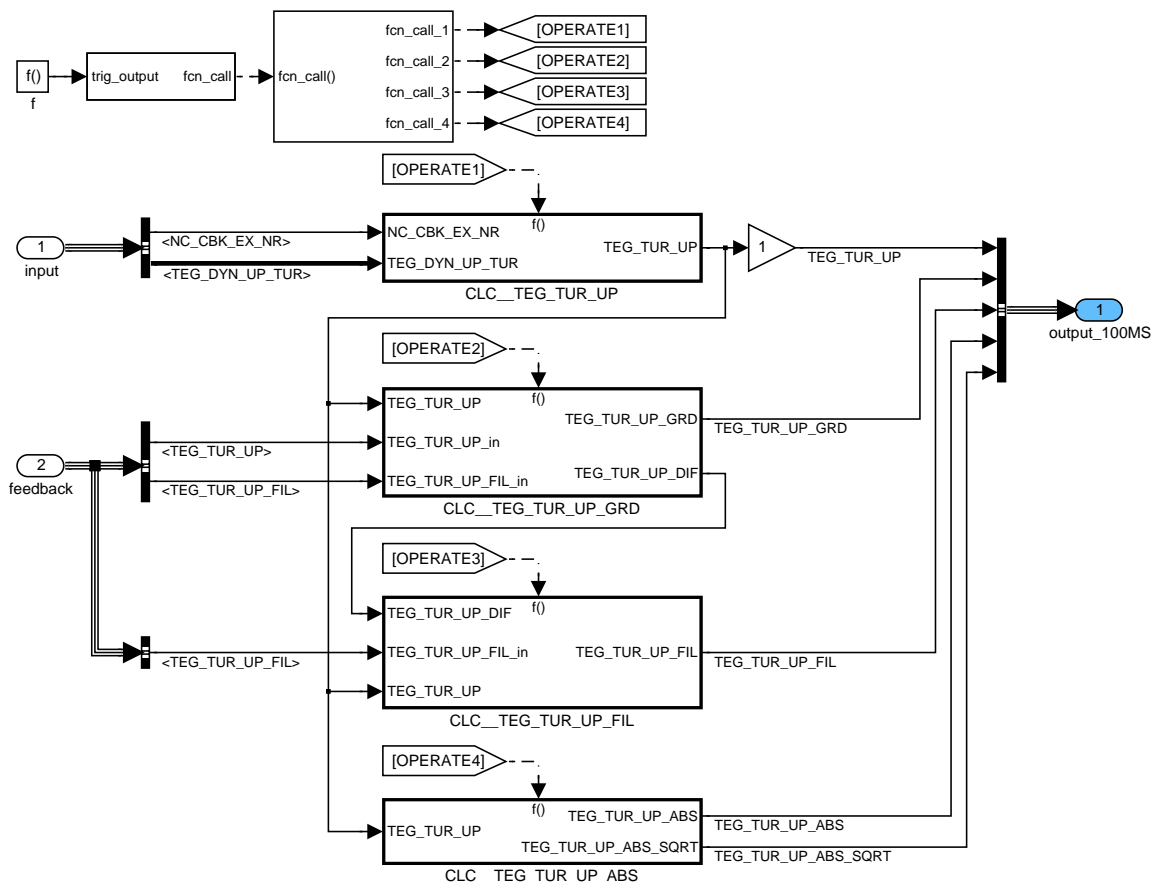 fcn_call_1
[OPERATE1]
fcn_call_2
[OPERATE2]
f()
trig_output
fcn_call
fcn_call()
fcn_call_3
[OPERATE3]
f
fcn_call_4
[OPERATE4]
[OPERATE1]
f()
NC_CBK_EX_NR
<NC_CBK_EX_NR>
1
input
TEG_TUR_UP
1
TEG_TUR_UP
TEG_DYN_UP_TUR
<TEG_DYN_UP_TUR>
CLC__TEG_TUR_UP
1
output_100MS
[OPERATE2]
f()
TEG_TUR_UP
TEG_TUR_UP_GRD
TEG_TUR_UP_GRD
TEG_TUR_UP_in
<TEG_TUR_UP>
2
feedback
TEG_TUR_UP_DIF
TEG_TUR_UP_FIL_in
<TEG_TUR_UP_FIL>
CLC__TEG_TUR_UP_GRD
[OPERATE3]
f()
TEG_TUR_UP_DIF
<TEG_TUR_UP_FIL>
TEG_TUR_UP_FIL_in
TEG_TUR_UP_FIL
TEG_TUR_UP_FIL
TEG_TUR_UP
CLC__TEG_TUR_UP_FIL
[OPERATE4]
f()
TEG_TUR_UP_ABS
TEG_TUR_UP_ABS
TEG_TUR_UP
TEG_TUR_UP_ABS_SQRT
TEG_TUR_UP_ABS_SQRT
CLC__TEG_TUR_UP_ABS